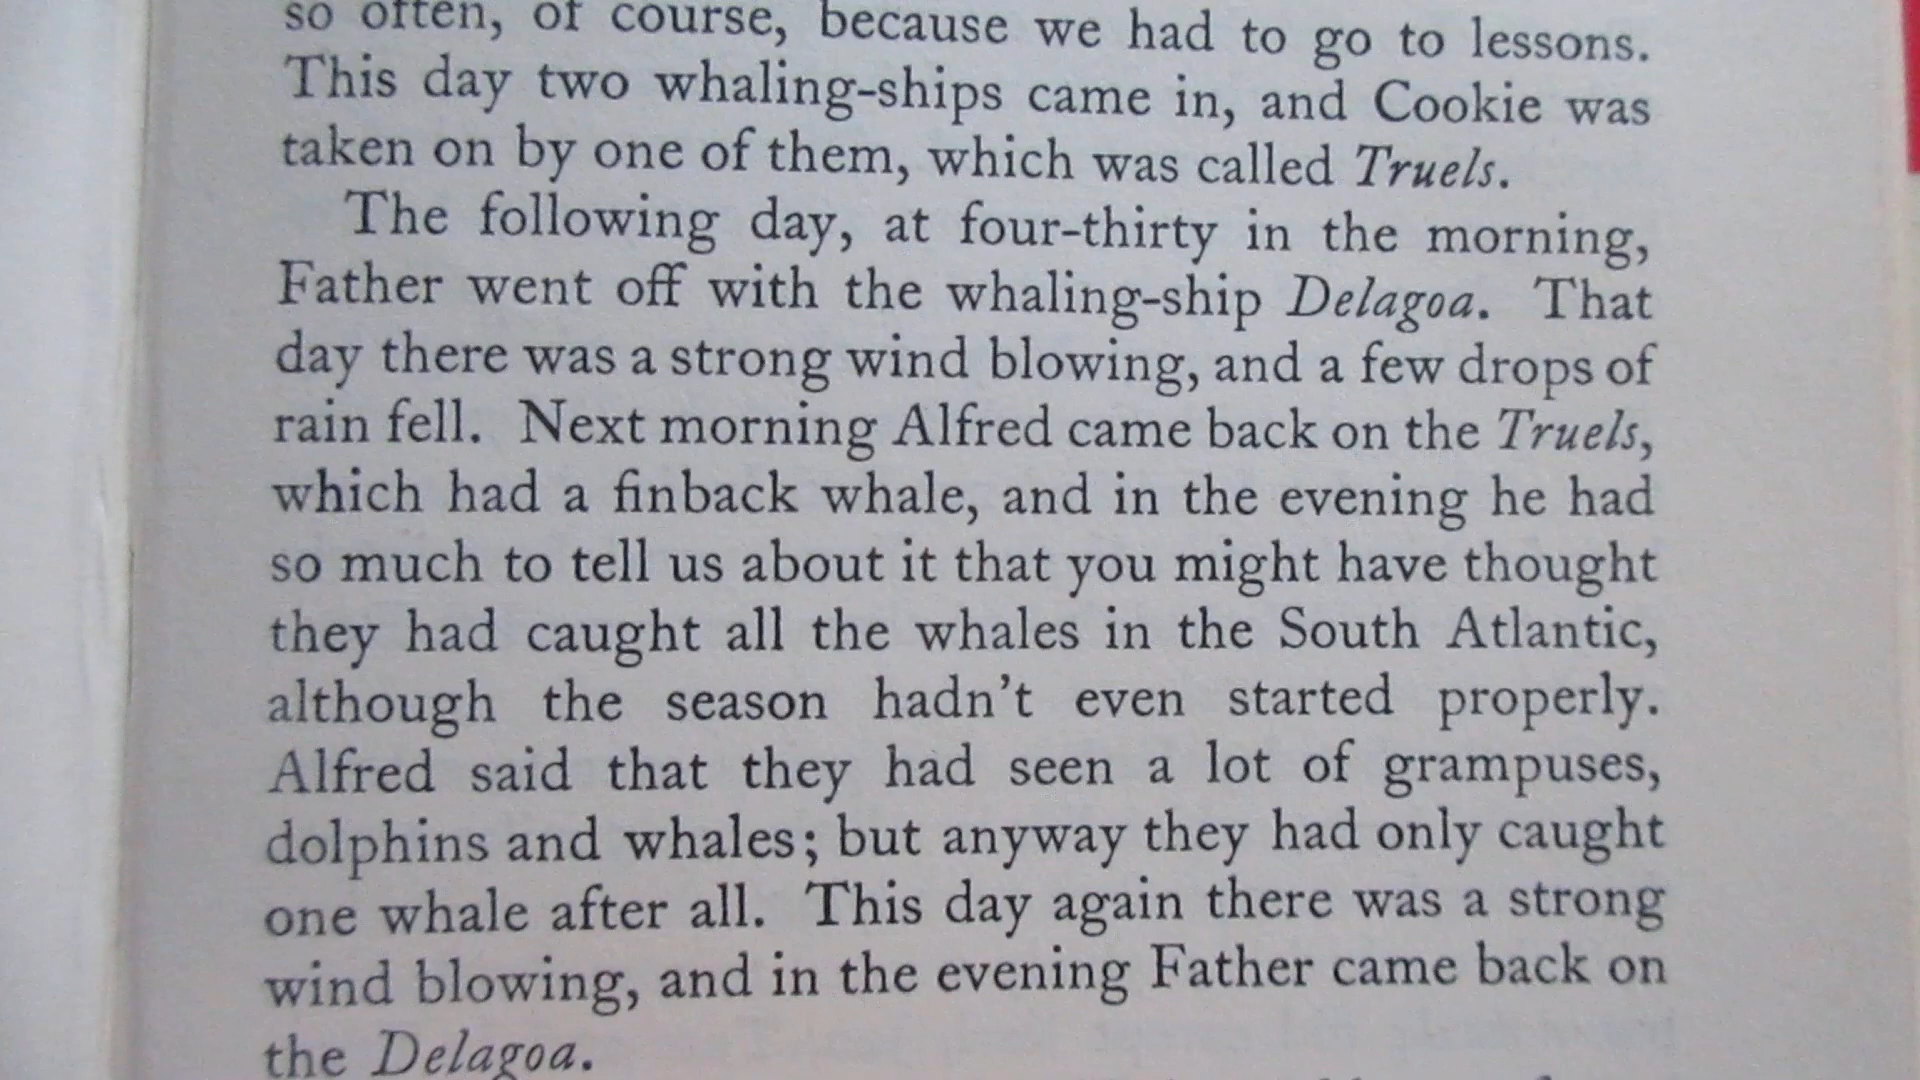 so often, of course, because we had to go to lessons.
This day two whaling-ships came in, and Cookie was
taken on by one of them, which was called Truels.
The following day, at four-thirty in the morning,
Father went off with the whaling-ship Delagoa. That
day there was a strong wind blowing, and a few drops of
rain fell. Next morning Alfred came back on the Truels,
which had a finback whale, and in the evening he had
so much to tell us about it that you might have thought
they had caught all the whales in the South Atlantic,
although the season hadn't even started properly.
Alfred said that they had seen a lot of grampuses,
dolphins and whales; but anyway they had only caught
one whale after all. This day again there was a strong
wind blowing, and in the evening Father came back on
the Delagoa.